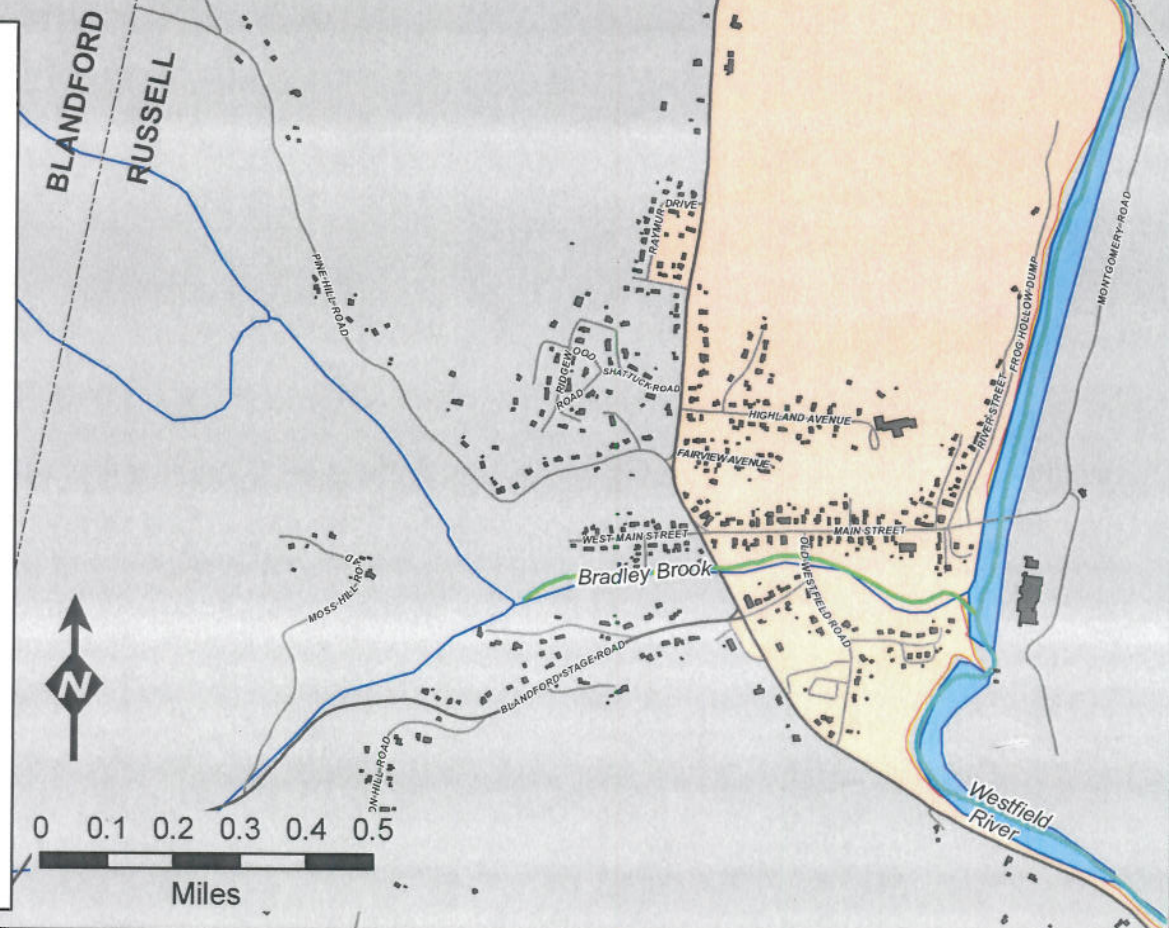 BLANDFORD
RUSSELL
PINE HILL ROAD
RAYMUR DRIVE
MONTGOMERY ROAD
FROG HOLLOW DUMP
RIDGEWOOD ROAD
SHATTUCK ROAD
RIVER STREET
HIGHLAND AVENUE
FAIRVIEW AVENUE
MAIN STREET
WEST MAIN STREET
OLD WESTFIELD ROAD
Bradley Brook
MOSS HILL ROAD
BLANDFORD STAGE ROAD
N
HILL ROAD
Westfield
River
0 0.1 0.2 0.3 0.4 0.5
Miles